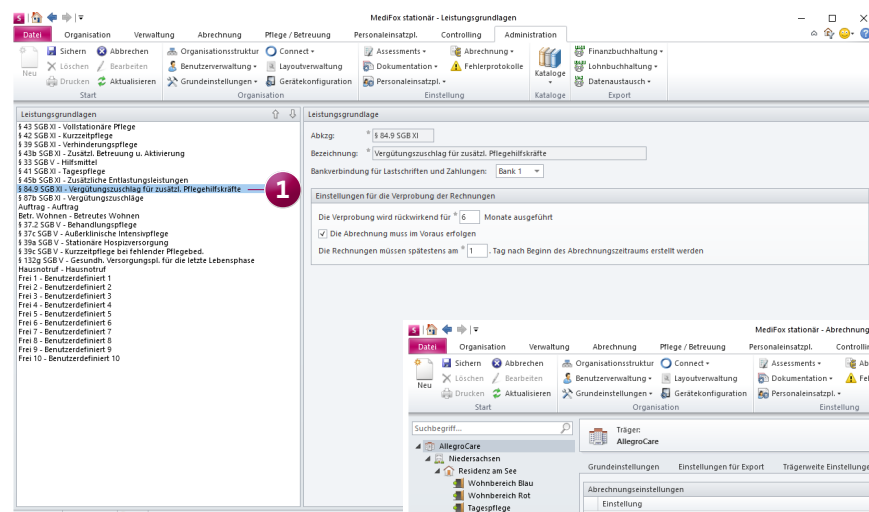 MediFox stationär - Leistungsgrundlagen
Datei Organisation Verwaltung Abrechnung Pflege / Betreuung Personaleinsatzpl. Controlling Administration
Neu
Sichern Abbrechen
Löschen Bearbeiten
Drucken Aktualisieren
Start
Organisationsstruktur Connect
Benutzerverwaltung Layoutverwaltung
Grundeinstellungen Gerätekonfiguration
Organisation
Assessments Abrechnung
Dokumentation Fehlerprotokolle
Personaleinsatzpl.
Einstellung
Kataloge
Kataloge
Finanzbuchhaltung
Lohnbuchhaltung
Datenaustausch
Export
Leistungsgrundlagen
§ 43 SGB XI - Vollstationäre Pflege
§ 42 SGB XI - Kurzzeitpflege
§ 39 SGB XI - Verhinderungspflege
§ 43b SGB XI - Zusätzl. Betreuung u. Aktivierung
§ 33 SGB V - Hilfsmittel
§ 41 SGB XI - Tagespflege
§ 45b SGB XI - Zusätzliche Entlastungsleistungen
§ 84.9 SGB XI - Vergütungszuschlag für zusätzl. Pflegehilfskräfte
1
§ 87b SGB XI - Vergütungszuschläge
Auftrag - Auftrag
Betr. Wohnen - Betreutes Wohnen
§ 37.2 SGB V - Behandlungspflege
§ 37c SGB V - Außerklinische Intensivpflege
§ 39a SGB V - Stationäre Hospizversorgung
§ 39c SGB V - Kurzzeitpflege bei fehlender Pflegebed.
§ 132g SGB V - Gesundh. Versorgungspl. für die letzte Lebensphase
Hausnotruf - Hausnotruf
Frei 1 - Benutzerdefiniert 1
Frei 2 - Benutzerdefiniert 2
Frei 3 - Benutzerdefiniert 3
Frei 4 - Benutzerdefiniert 4
Frei 5 - Benutzerdefiniert 5
Frei 6 - Benutzerdefiniert 6
Frei 7 - Benutzerdefiniert 7
Frei 8 - Benutzerdefiniert 8
Frei 9 - Benutzerdefiniert 9
Frei 10 - Benutzerdefiniert 10
Leistungsgrundlage
Abkzg: * § 84.9 SGB XI
Bezeichnung: * Vergütungszuschlag für zusätzl. Pflegehilfskräfte
Bankverbindung für Lastschriften und Zahlungen: Bank 1
Einstellungen für die Verprobung der Rechnungen
Die Verprobung wird rückwirkend für * 6 Monate ausgeführt
Die Abrechnung muss im Voraus erfolgen
Die Rechnungen müssen spätestens am * 1 . Tag nach Beginn des Abrechnungszeitraums erstellt werden
MediFox stationär - Abrechnung
Datei Organisation Verwaltung Abrechnung Pflege / Betreuung Personaleinsatzpl. Controllin
Neu
Sichern Abbrechen
Löschen Bearbeiten
Drucken Aktualisieren
Start
Organisationsstruktur Connect
Benutzerverwaltung Layoutverwaltung
Grundeinstellungen Gerätekonfiguration
Organisation
Assessments Ab
Dokumentation Feh
Personaleinsatzpl.
Einstellung
Suchbegriff...
AllegroCare
Niedersachsen
Residenz am See
Wohnbereich Blau
Wohnbereich Rot
Tagespflege
Träger:
AllegroCare
Grundeinstellungen Einstellungen für Export Trägerweite Einstellunge
Abrechnungseinstellungen
Einstellung